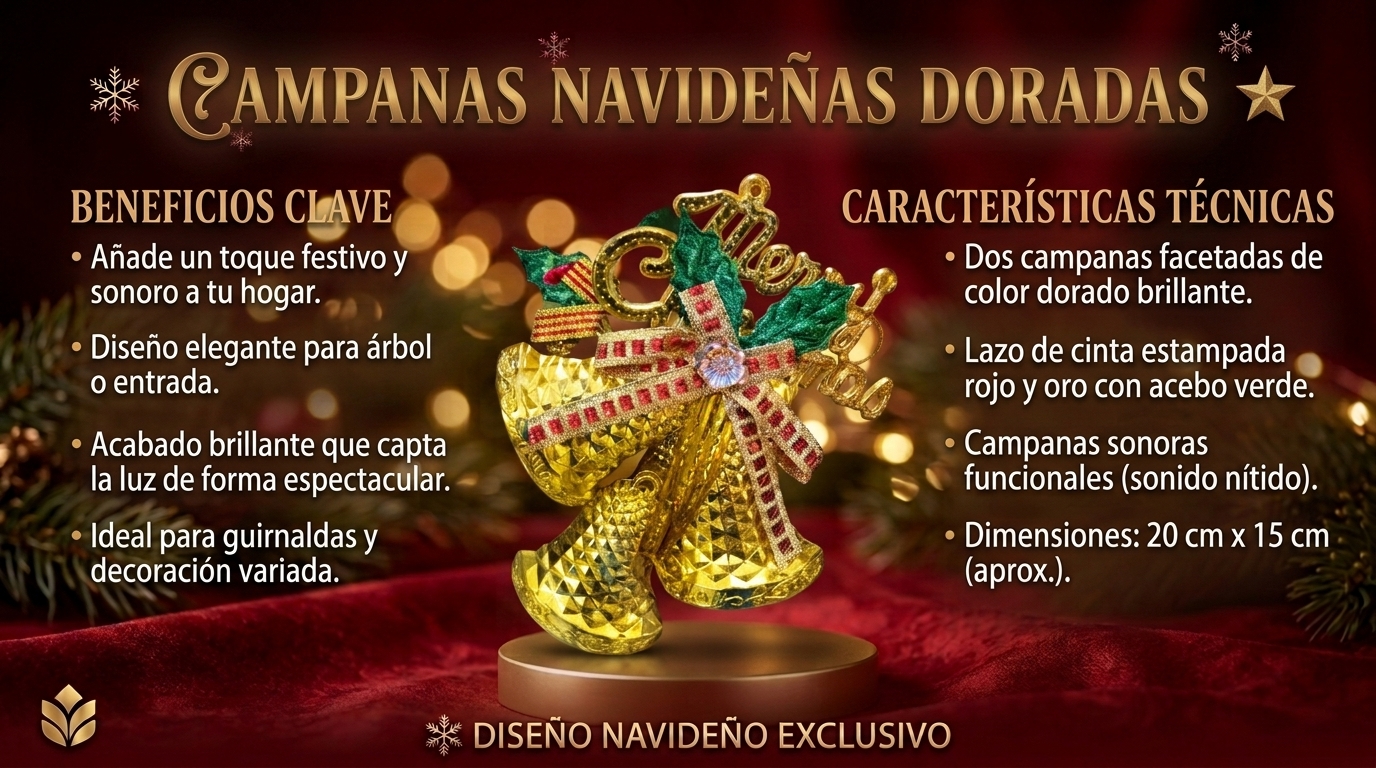 CAMPANAS NAVIDEÑAS DORADAS
BENEFICIOS CLAVE
• Añade un toque festivo y
sonoro a tu hogar.
• Diseño elegante para árbol
o entrada.
• Acabado brillante que capta
la luz de forma espectacular.
• Ideal para guirnaldas y
decoración variada.
Merry
CARACTERÍSTICAS TÉCNICAS
• Dos campanas facetadas de
color dorado brillante.
• Lazo de cinta estampada
rojo y oro con acebo verde.
• Campanas sonoras
funcionales (sonido nítido).
• Dimensiones: 20 cm x 15 cm
(aprox.).
DISEÑO NAVIDEÑO EXCLUSIVO